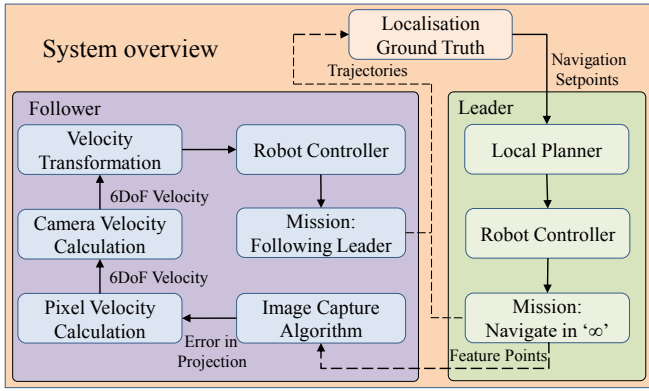 System overview
Localisation
Ground Truth
Trajectories
Navigation
Setpoints
Follower
Velocity
Transformation
Robot Controller
6DoF Velocity
Camera Velocity
Calculation
Mission:
Following Leader
6DoF Velocity
Pixel Velocity
Calculation
Error in
Projection
Image Capture
Algorithm
Leader
Local Planner
Robot Controller
Mission:
Navigate in ‘∞’
Feature Points